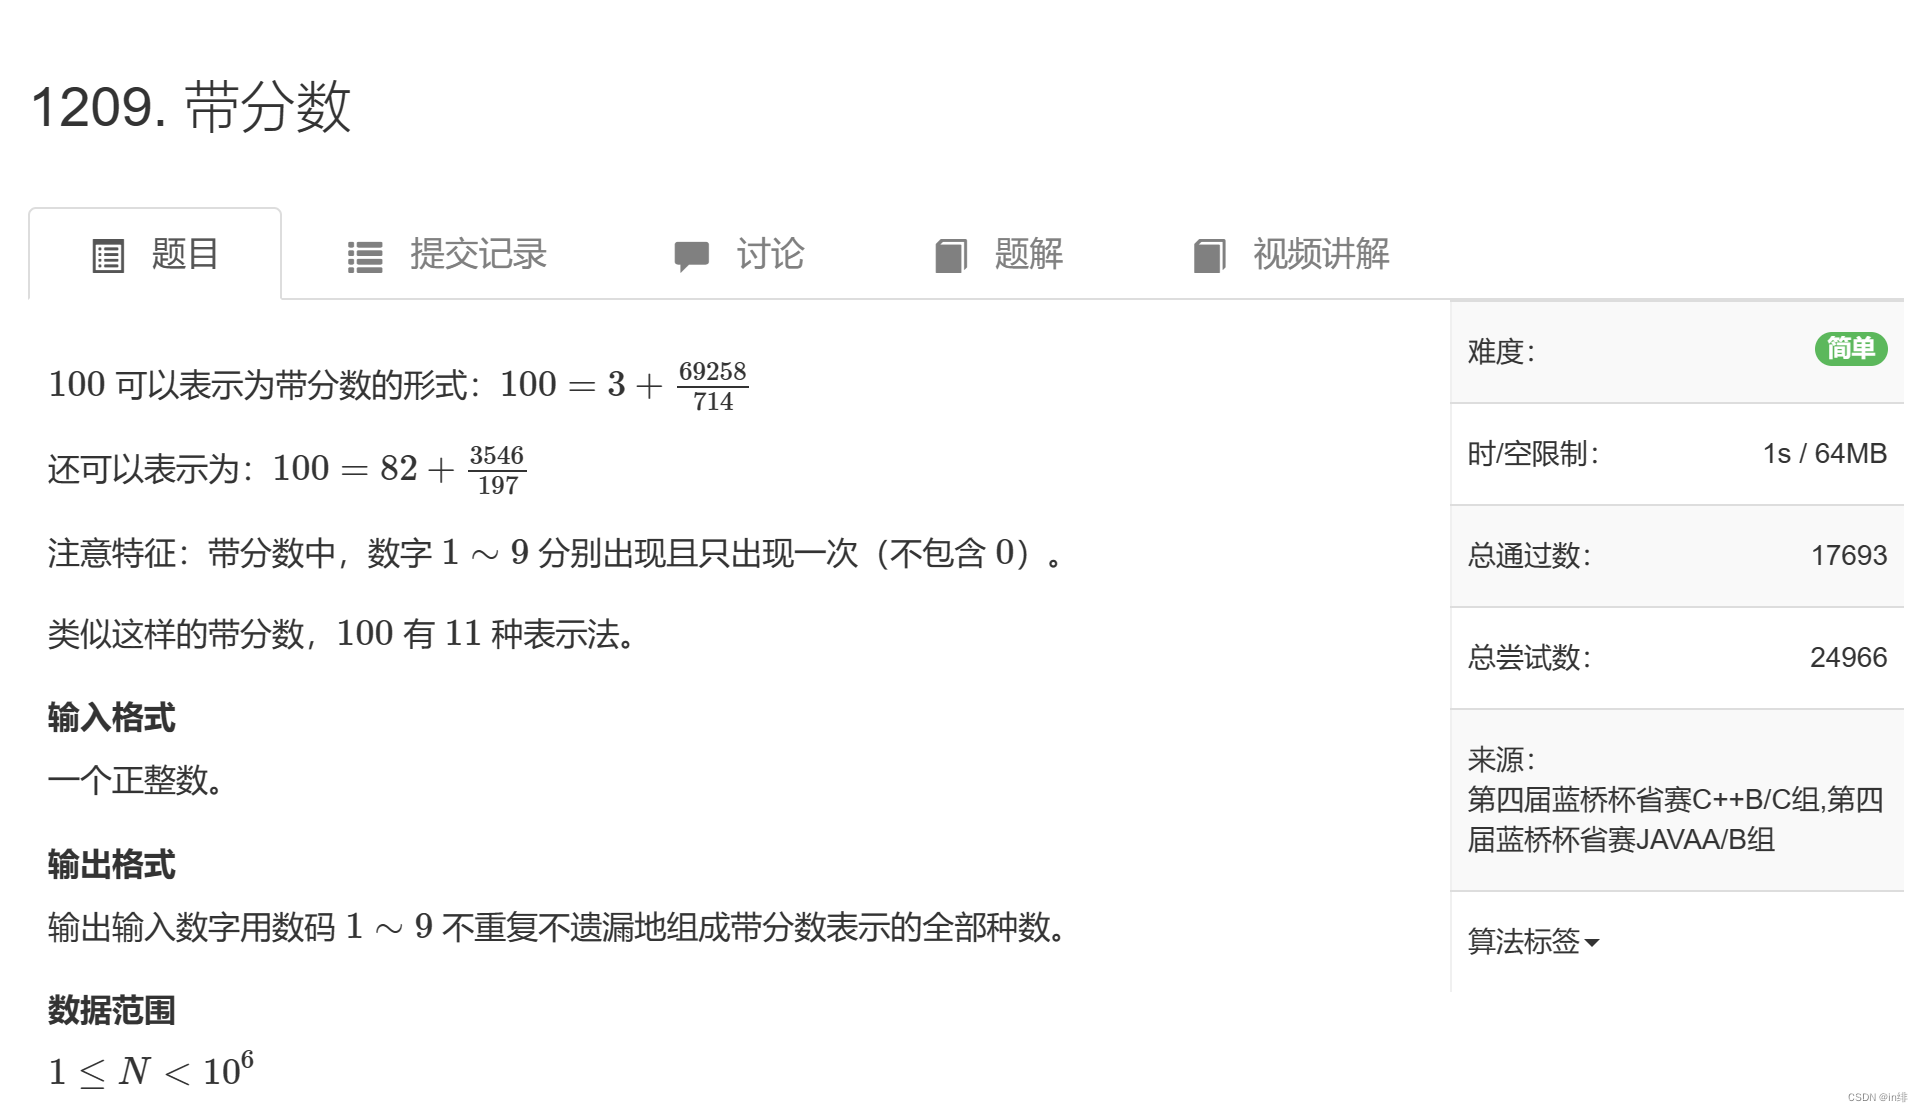 1209. 带分数
题目 提交记录 讨论 题解 视频讲解
100 可以表示为带分数的形式：100 = 3 + 69258/714
还可以表示为：100 = 82 + 3546/197
注意特征：带分数中，数字 1 ∼ 9 分别出现且只出现一次（不包含 0）。
类似这样的带分数，100 有 11 种表示法。
输入格式
一个正整数。
输出格式
输出输入数字用数码 1 ∼ 9 不重复不遗漏地组成带分数表示的全部种数。
数据范围
1 ≤ N < 10⁶
难度： 简单
时/空限制： 1s / 64MB
总通过数： 17693
总尝试数： 24966
来源：
第四届蓝桥杯省赛C++B/C组,第四
届蓝桥杯省赛JAVAA/B组
算法标签
CSDN @in绯